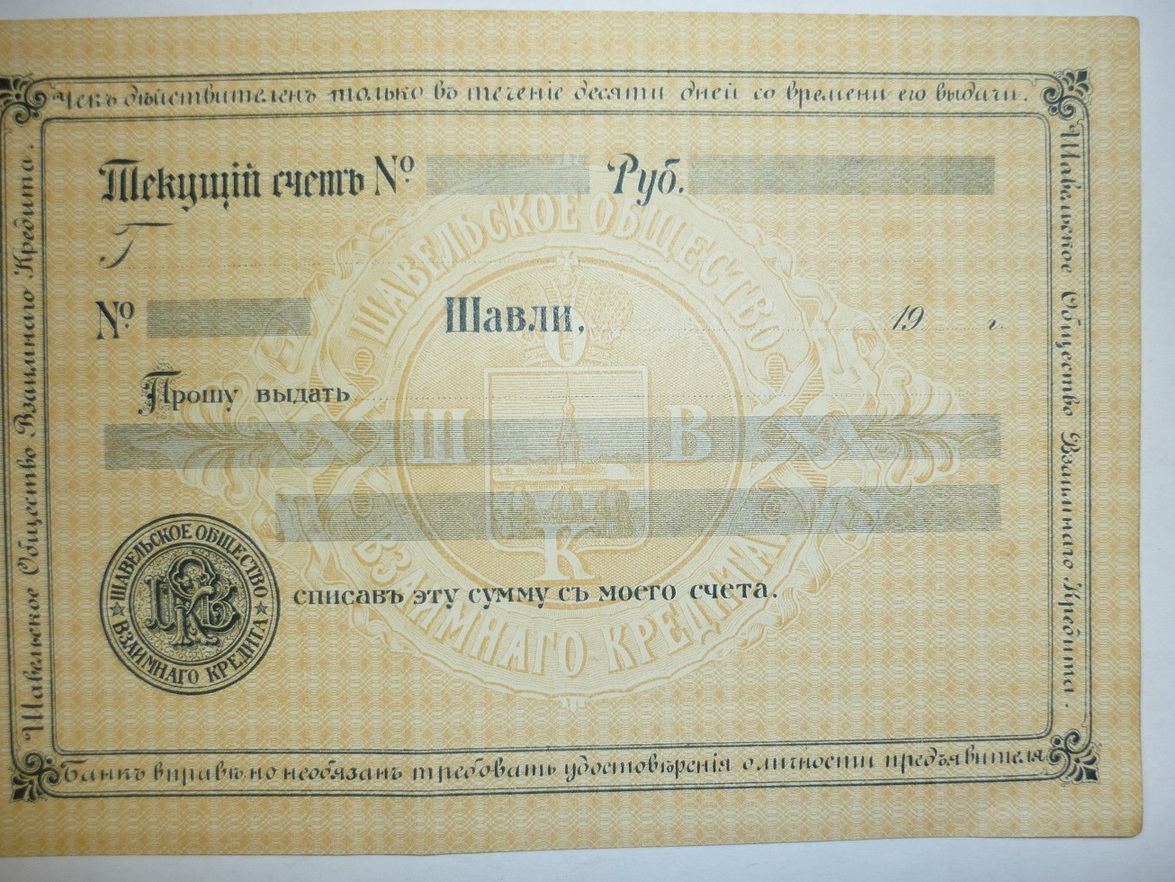 Чекъ дѣйствителенъ только въ теченіе десяти дней со времени его выдачи.
Шавельское Общество Взаимнаго Кредита.
Шавельское Общество Взаимнаго Кредита.
Текущій счетъ № Руб.
Г
№ Шавли, 19 г.
Прошу выдать
списавъ эту сумму съ моего счета.
ШАВЕЛЬСКОЕ ОБЩЕСТВО
ВЗАИМНАГО КРЕДИТА
ШАВЕЛЬСКОЕ ОБЩЕСТВО
О
Ш В
К
ВЗАИМНАГО КРЕДИТА
Банкъ вправѣ, но необязанъ требовать удостовѣренія о личности предъявителя